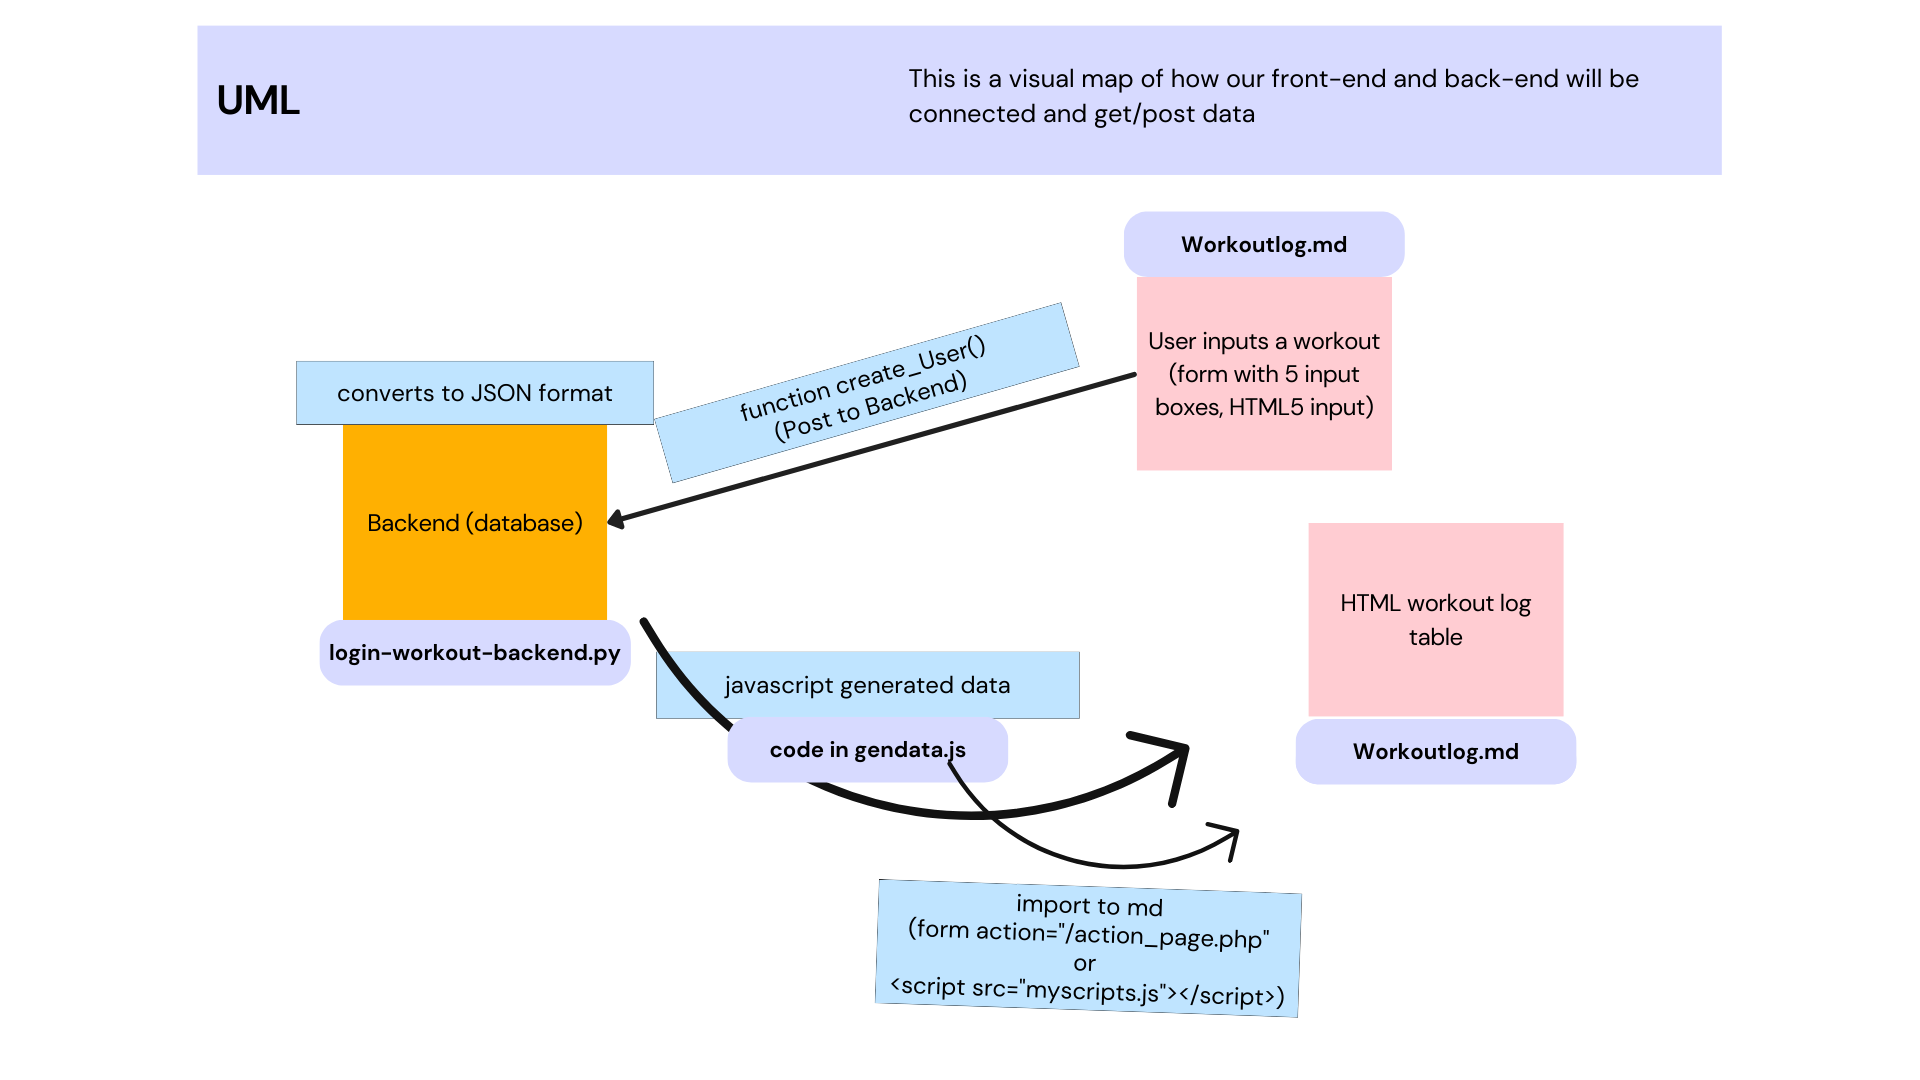 UML
This is a visual map of how our front-end and back-end will be
connected and get/post data
Workoutlog.md
User inputs a workout
(form with 5 input
boxes, HTML5 input)
function create_User()
(Post to Backend)
converts to JSON format
Backend (database)
login-workout-backend.py
HTML workout log
table
Workoutlog.md
javascript generated data
code in gendata.js
import to md
(form action="/action_page.php"
or
<script src="myscripts.js"></script>)